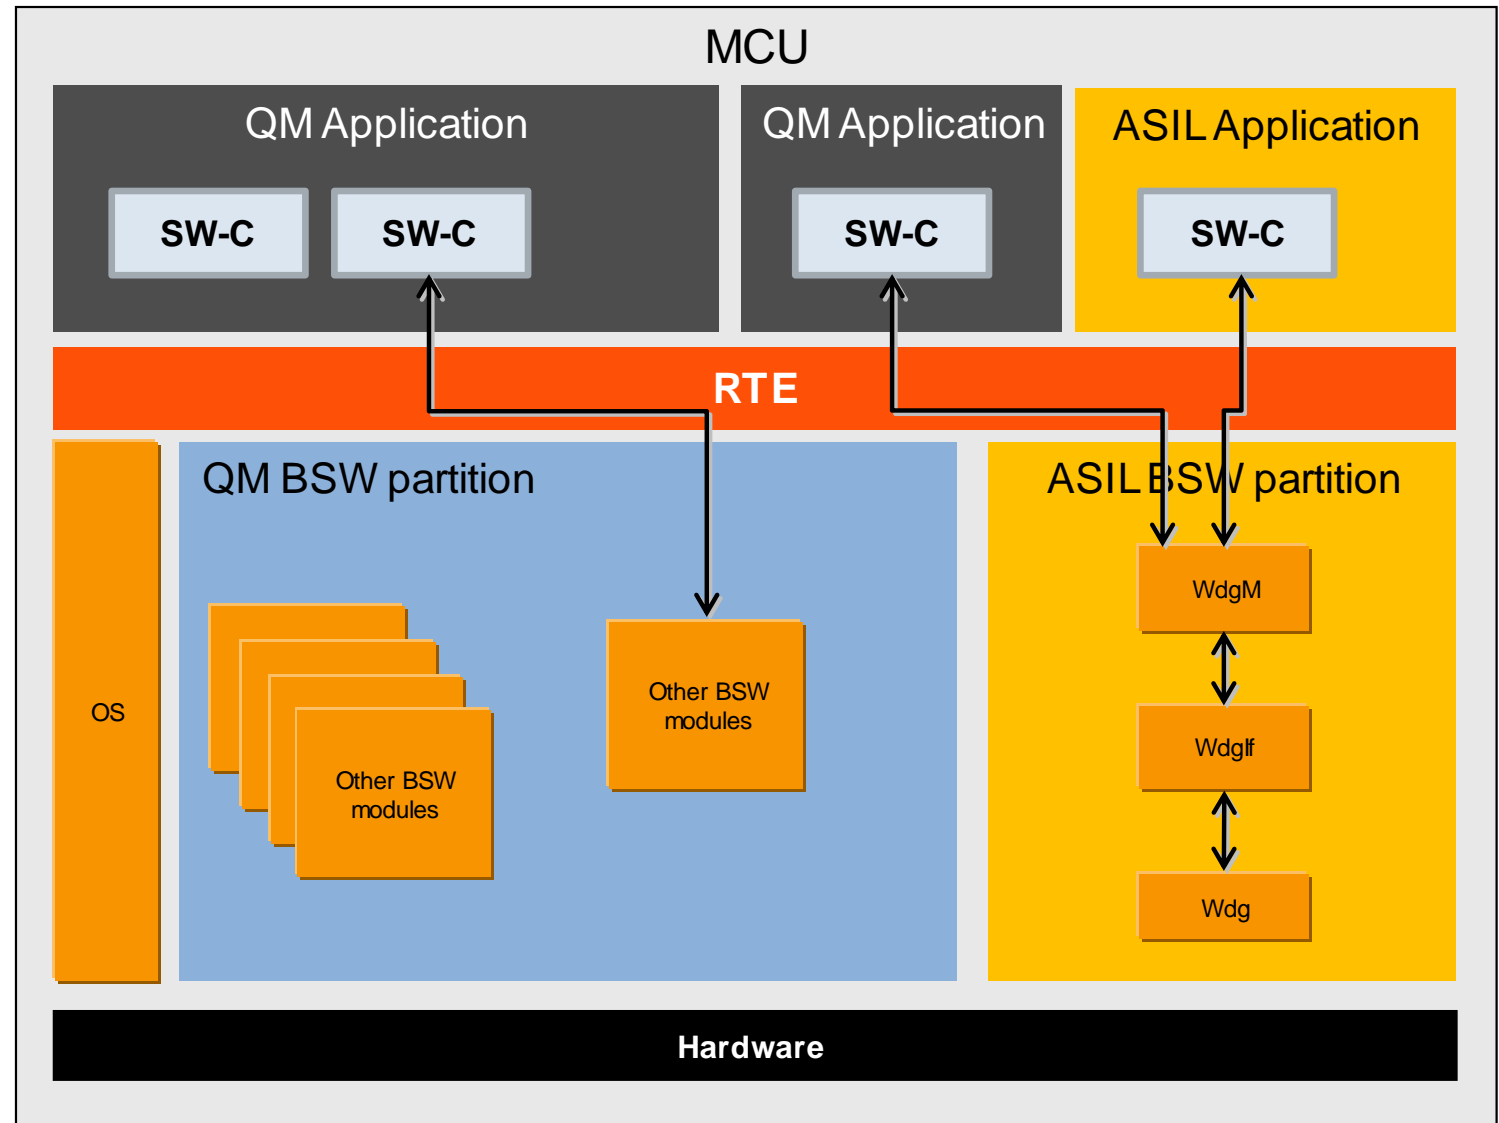 MCU
QM Application
QM Application
ASIL Application
SW-C
SW-C
SW-C
SW-C
RTE
QM BSW partition
ASIL BSW partition
OS
Other BSW
modules
Other BSW
modules
WdgM
WdgIf
Wdg
Hardware